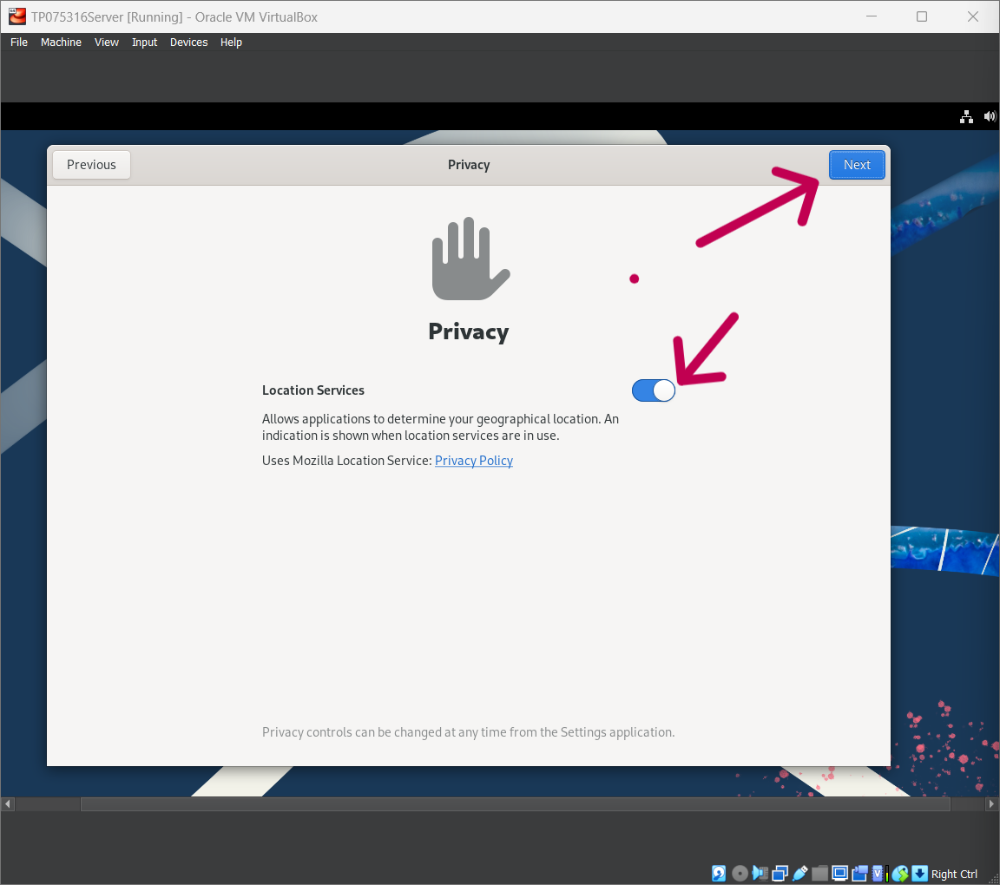 TP075316Server [Running] - Oracle VM VirtualBox
File Machine View Input Devices Help
Previous Privacy Next
Privacy
Location Services
Allows applications to determine your geographical location. An
indication is shown when location services are in use.
Uses Mozilla Location Service: Privacy Policy
Privacy controls can be changed at any time from the Settings application.
Right Ctrl